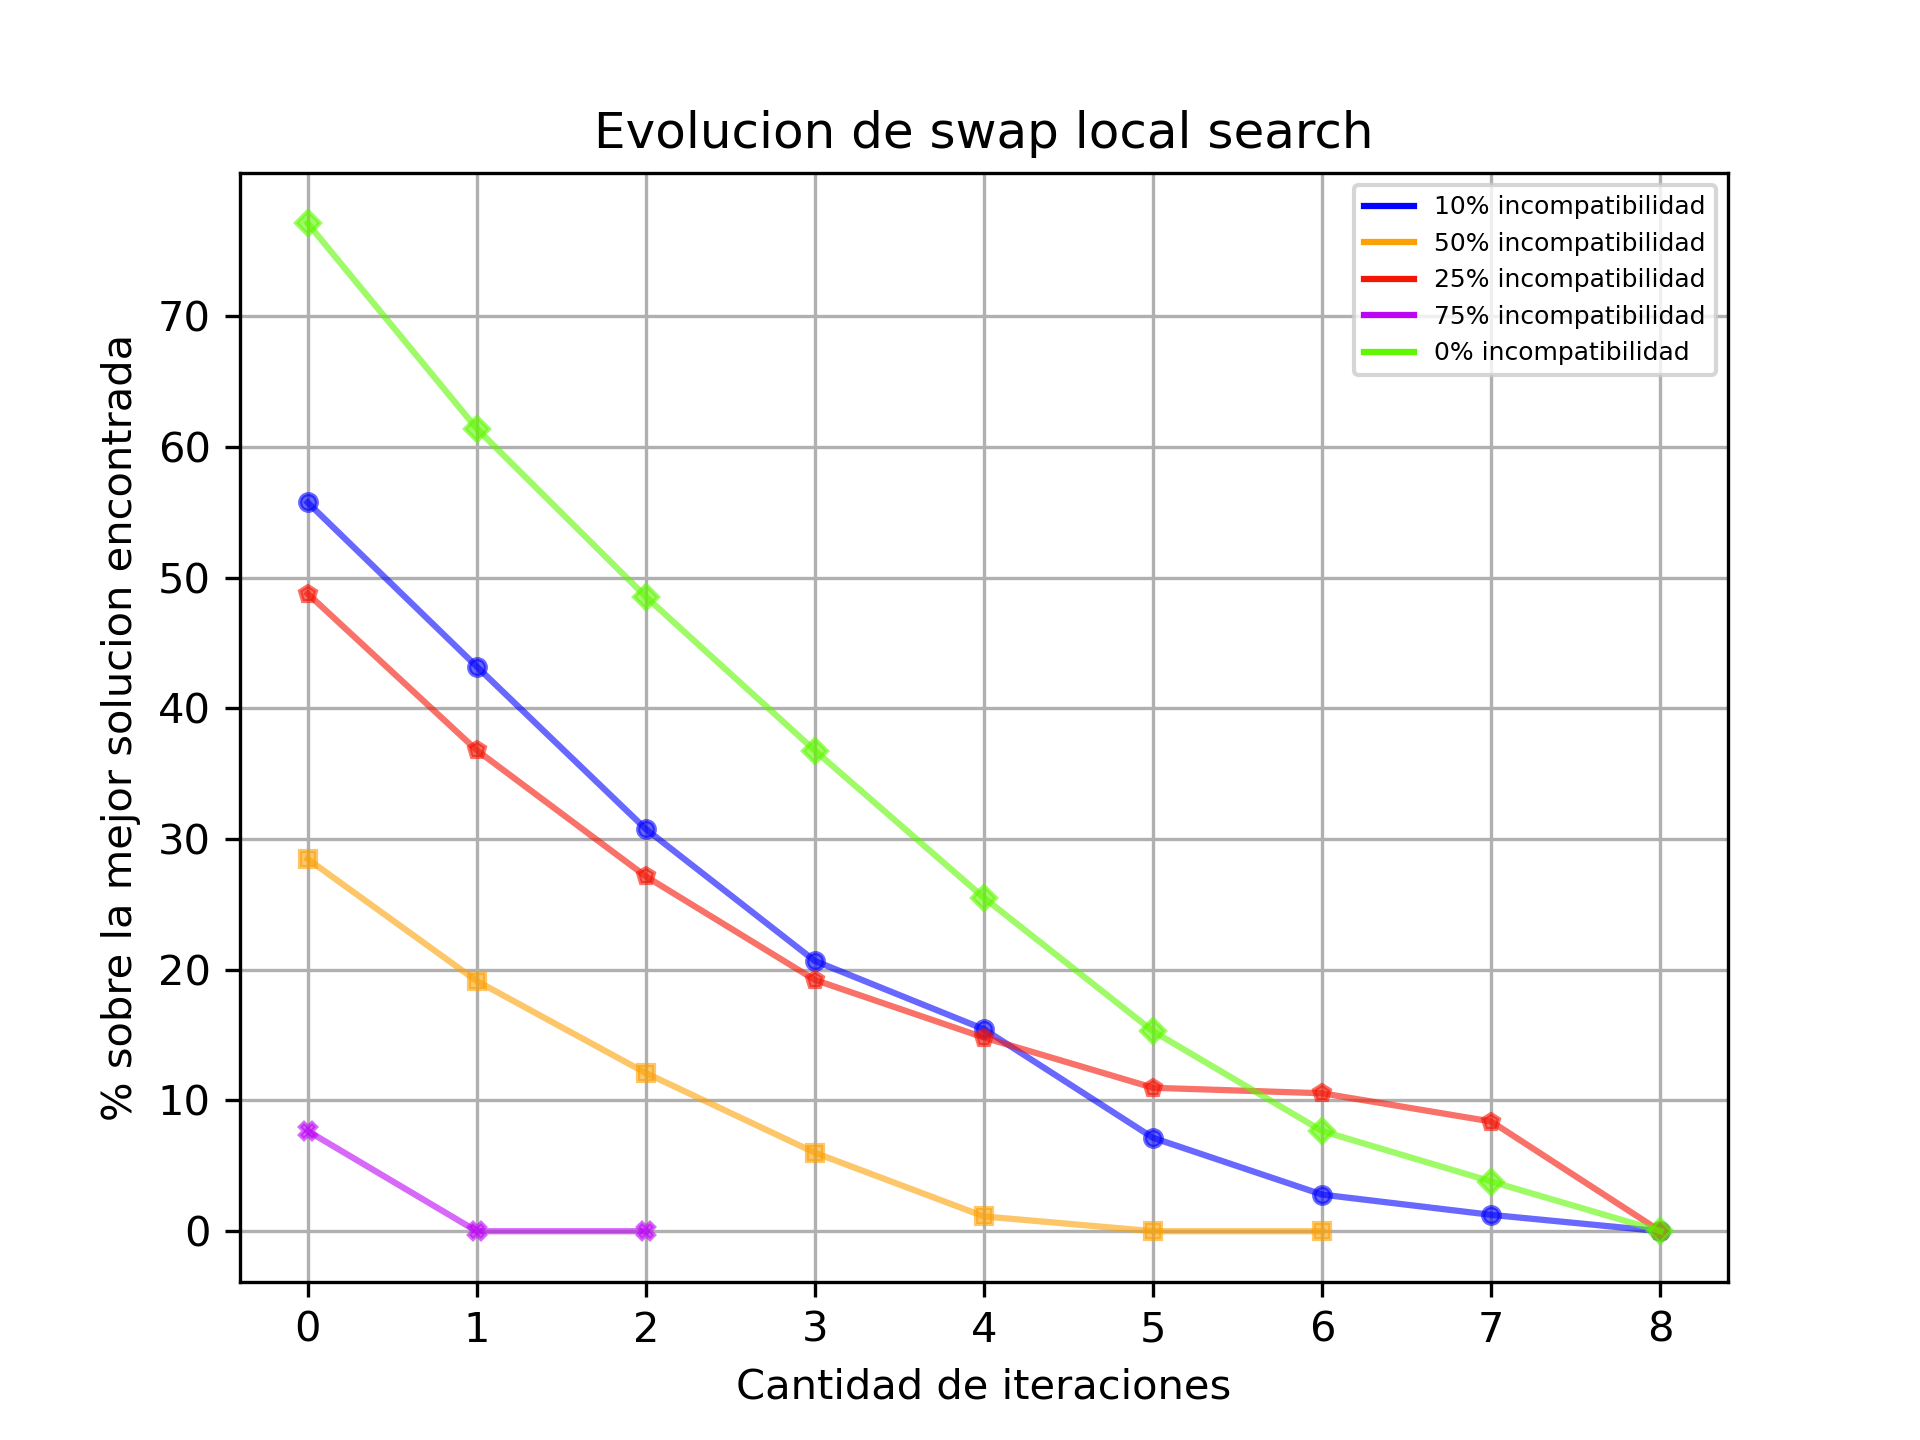 Evolucion de swap local search
10% incompatibilidad
50% incompatibilidad
25% incompatibilidad
75% incompatibilidad
0% incompatibilidad
% sobre la mejor solucion encontrada
70
60
50
40
30
20
10
0
0 1 2 3 4 5 6 7 8
Cantidad de iteraciones